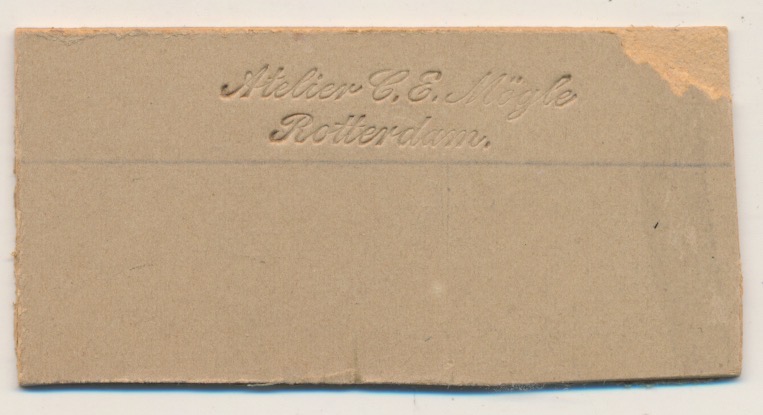 Atelier C. E. Mögle
Rotterdam.